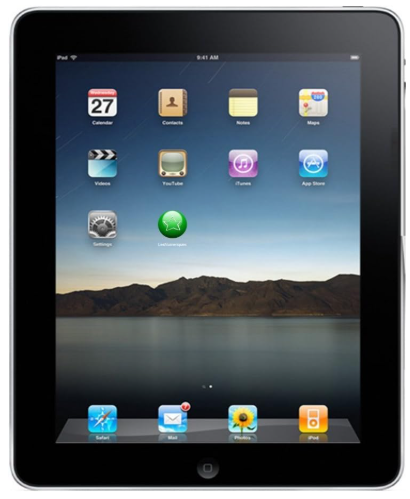 iPad 9:41 AM
Wednesday
27
Calendar Contacts Notes Maps
Videos YouTube iTunes App Store
Settings
Safari Mail Photos iPod